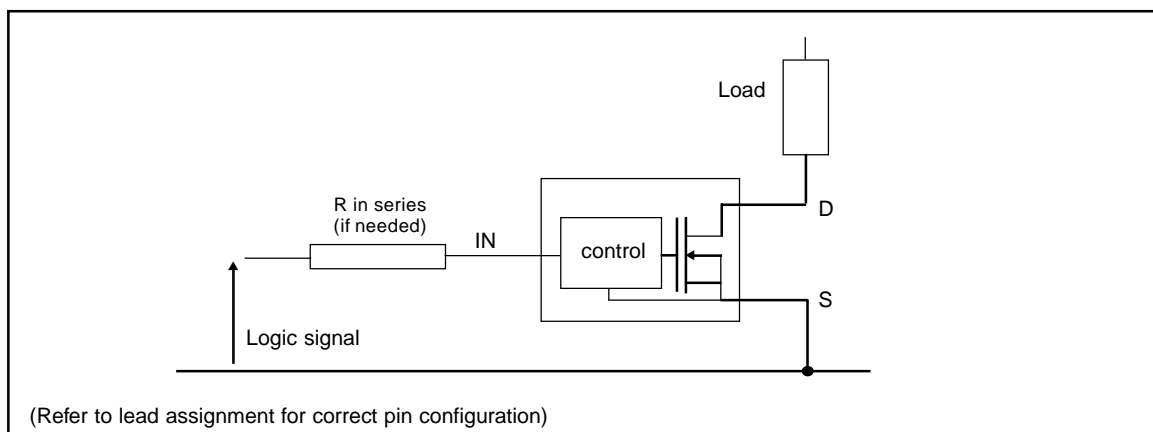 Load
R in series
(if needed)
IN
D
control
S
Logic signal
(Refer to lead assignment for correct pin configuration)